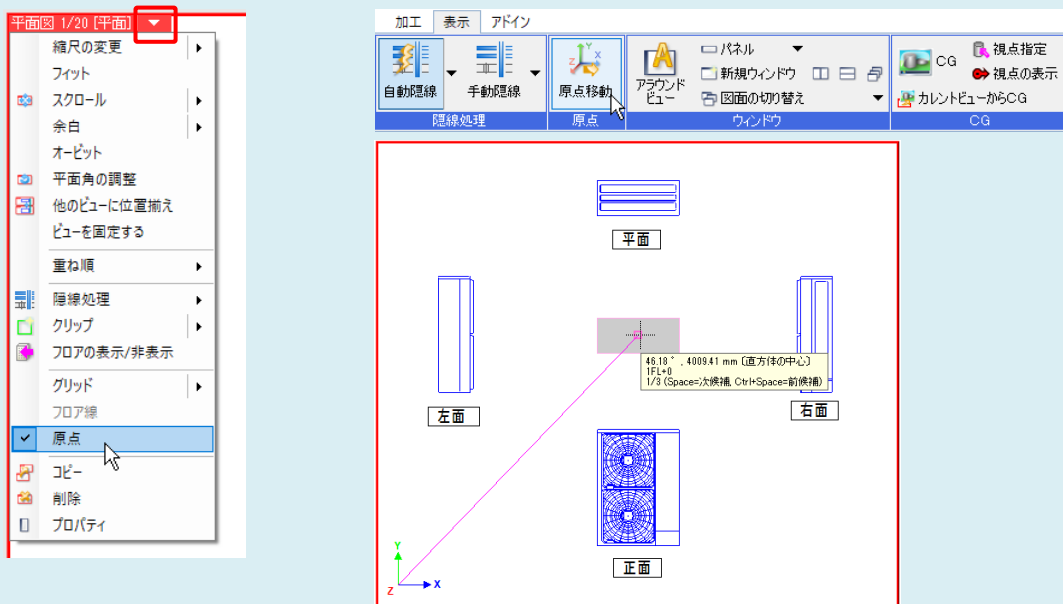 平面図 1/20 [平面]
縮尺の変更
フィット
スクロール
余白
オービット
平面角の調整
他のビューに位置揃え
ビューを固定する
重ね順
隠線処理
クリップ
フロアの表示/非表示
グリッド
フロア線
原点
コピー
削除
プロパティ
加工 表示 アドイン
自動隠線
手動隠線
隠線処理
原点移動
原点
アラウンド
ビュー
パネル
新規ウィンドウ
図面の切り替え
ウィンドウ
CG
視点指定
視点の表示
カレントビューからCG
CG
平面
左面
右面
正面
46.18 ゜, 4009.41 mm [直方体の中心]
1FL+0
1/3 (Space=次候補, Ctrl+Space=前候補)
Y
X
Z